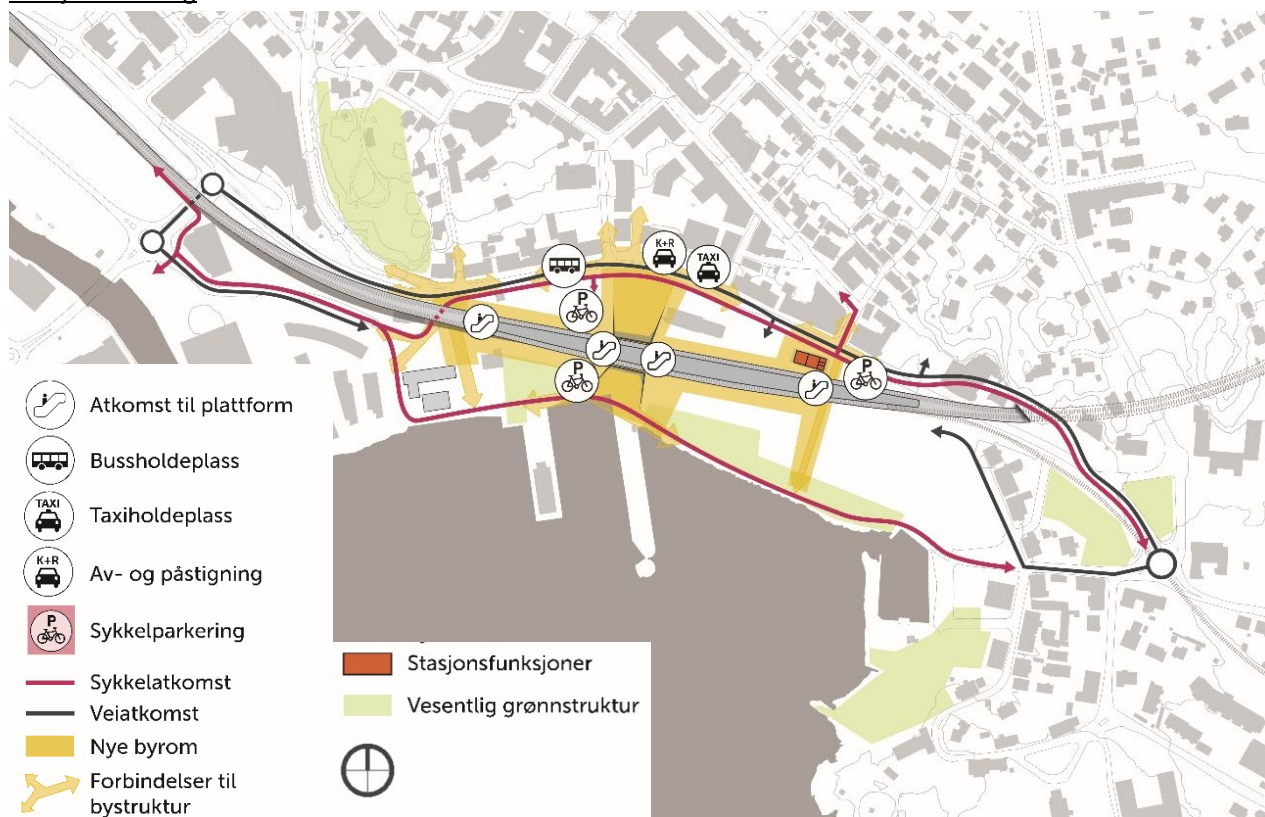 K+R
TAXI
P
P
P
Atkomst til plattform
Bussholdeplass
TAXI
Taxiholdeplass
K+R
Av- og påstigning
P
Sykkelparkering
Sykkelatkomst
Veiatkomst
Nye byrom
Forbindelser til
bystruktur
Stasjonsfunksjoner
Vesentlig grønnstruktur